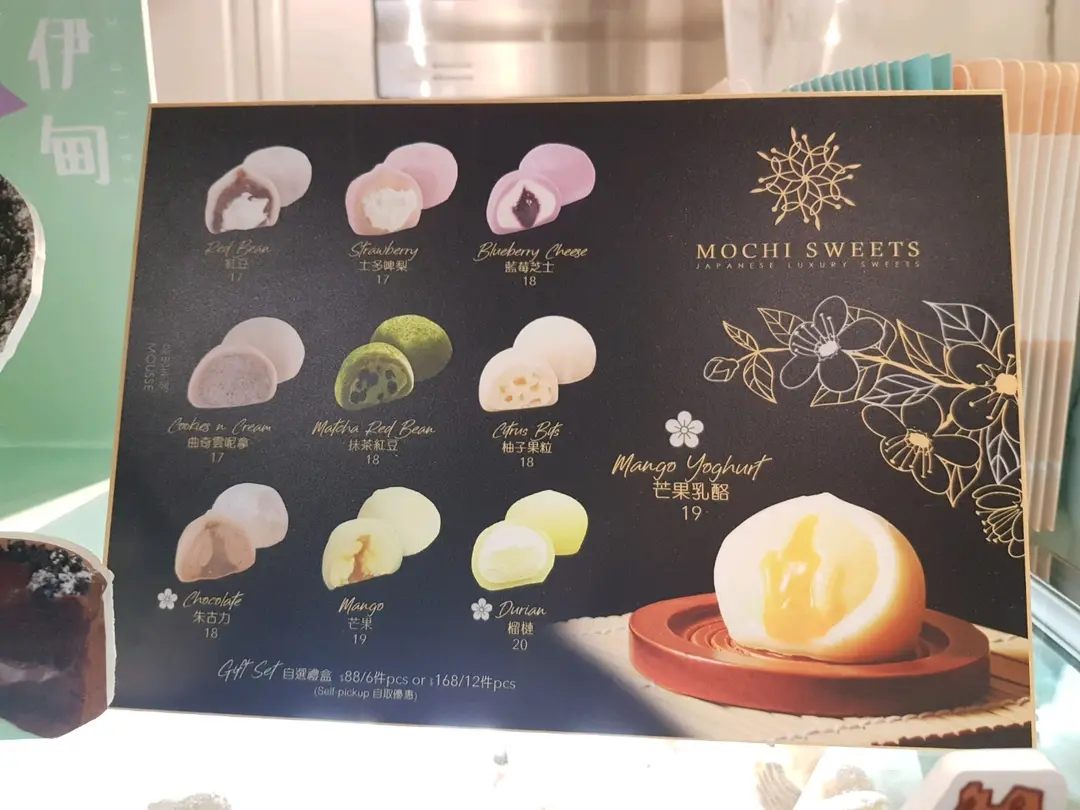 伊甸
Red Bean
紅豆
17
Strawberry
士多啤梨
17
Blueberry Cheese
藍莓芝士
18
MOCHI SWEETS
JAPANESE LUXURY SWEETS
MOUSSE
Cookies n Cream
曲奇雲呢拿
17
Matcha Red Bean
抹茶紅豆
18
Citrus Bits
柚子果粒
18
Mango Yoghurt
芒果乳酪
19
Chocolate
朱古力
18
Mango
芒果
19
Durian
榴槤
20
Gift Set 自選禮盒 $88/6件pcs or $168/12件pcs
(Self-pickup 自取優惠)